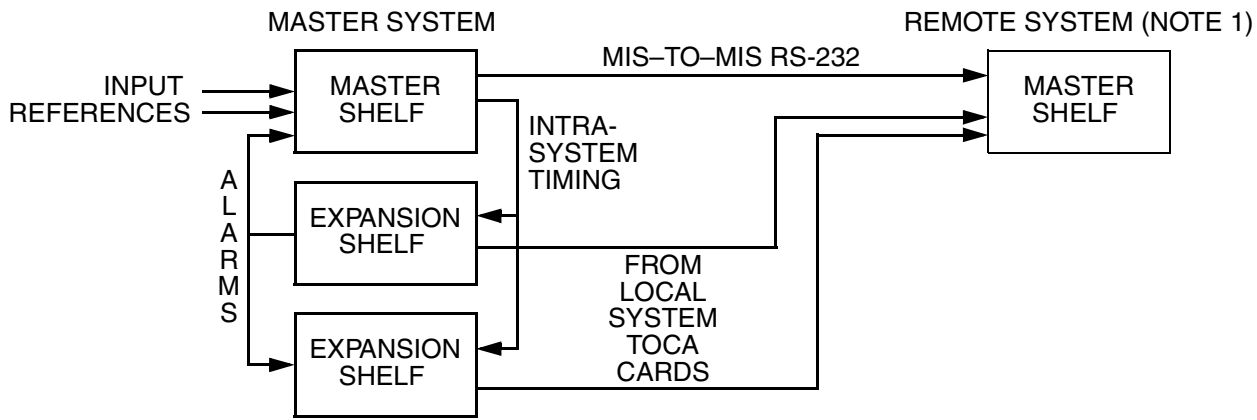 MASTER SYSTEM
REMOTE SYSTEM (NOTE 1)
MIS–TO–MIS RS-232
INPUT
REFERENCES
MASTER
SHELF
MASTER
SHELF
INTRA-
SYSTEM
TIMING
A
L
A
R
M
S
EXPANSION
SHELF
FROM
LOCAL
SYSTEM
TOCA
CARDS
EXPANSION
SHELF